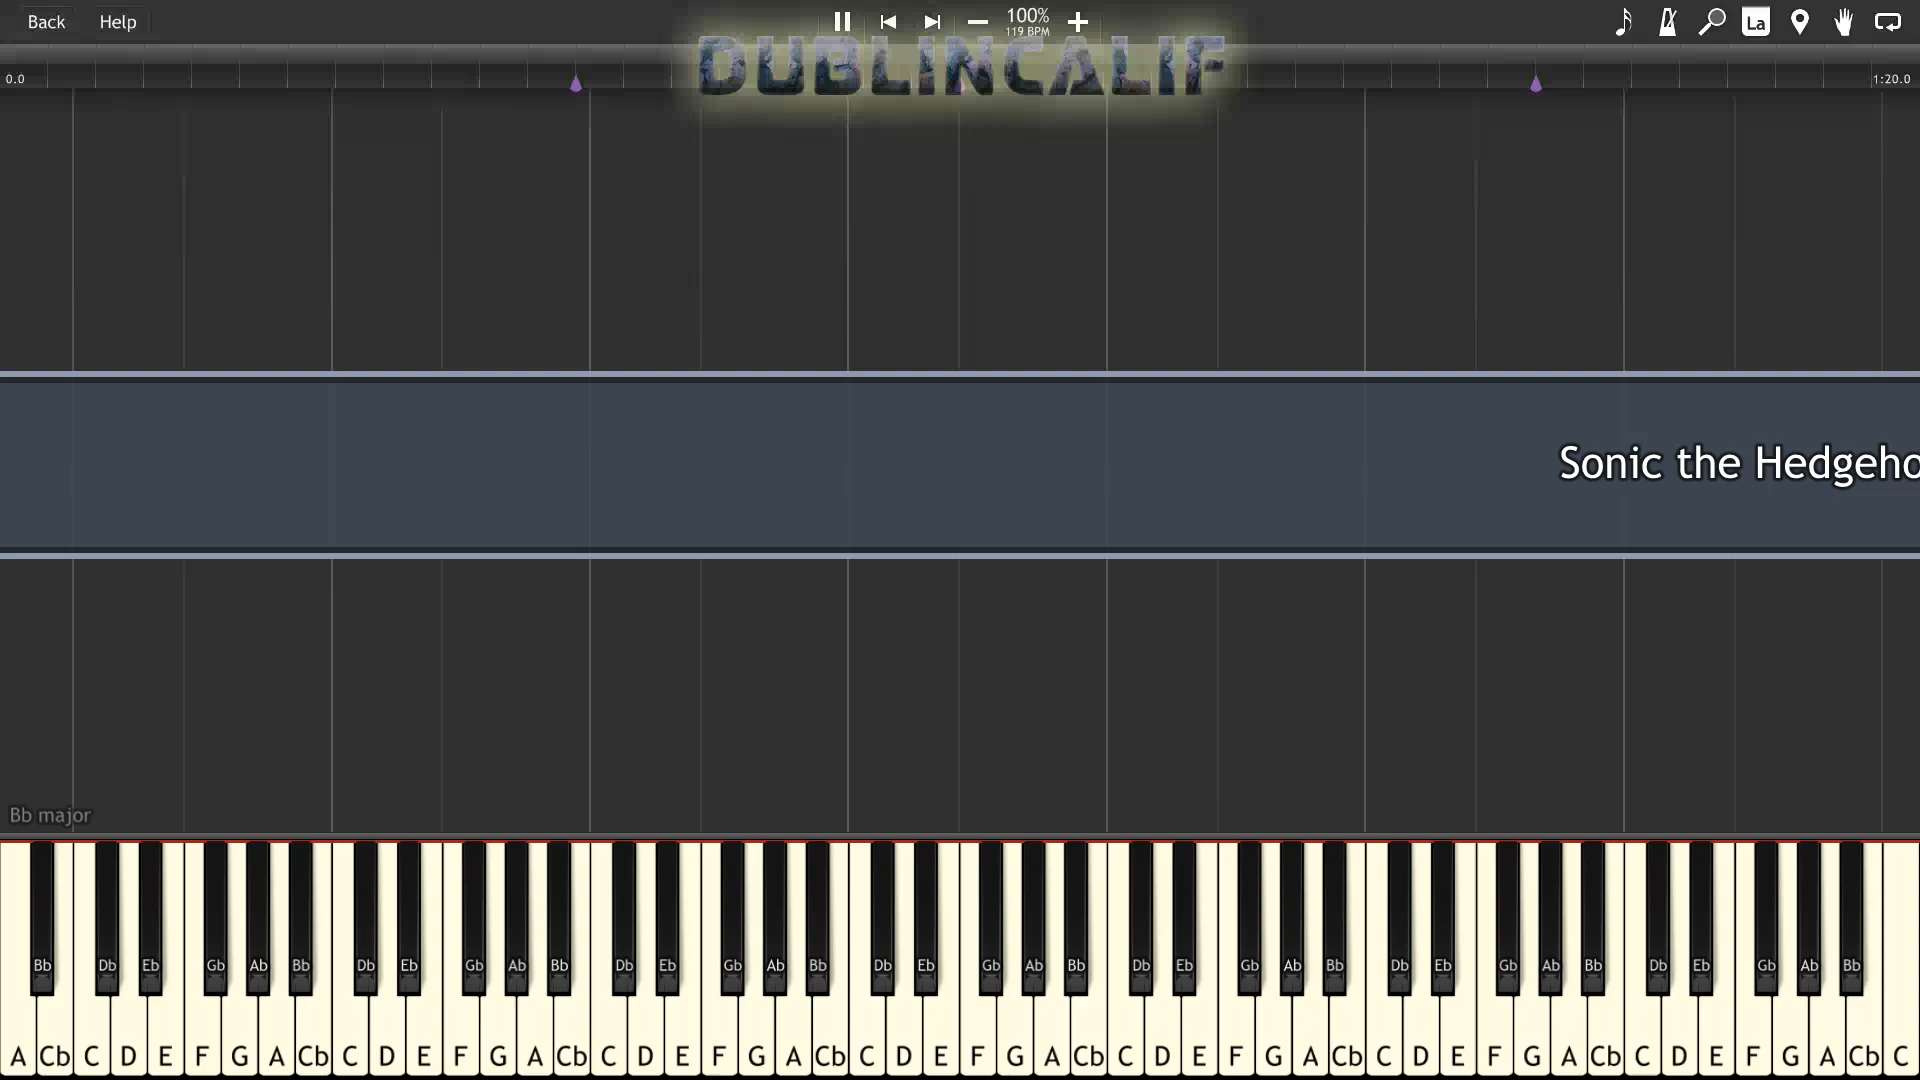 Back Help 100%
119 BPM
La
DUBLINCALIF
0.0 1:20.0
Sonic the Hedgeho
Bb major
Bb Db Eb Gb Ab Bb Db Eb Gb Ab Bb Db Eb Gb Ab Bb Db Eb Gb Ab Bb Db Eb Gb Ab Bb Db Eb Gb Ab Bb Db Eb Gb Ab Bb
A Cb C D E F G A Cb C D E F G A Cb C D E F G A Cb C D E F G A Cb C D E F G A Cb C D E F G A Cb C D E F G A Cb C